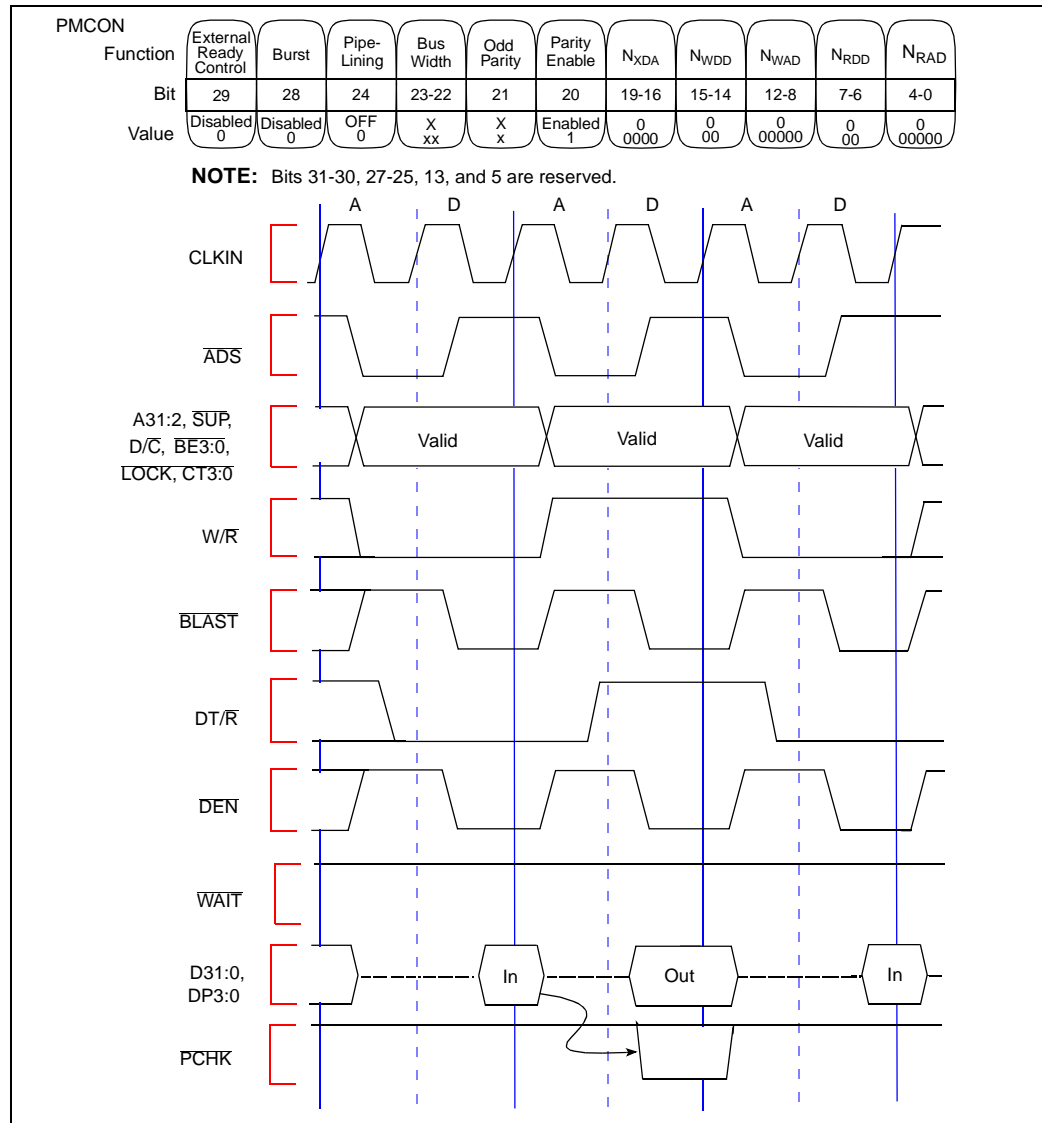 PMCON
Function External Ready Control Burst Pipe-Lining Bus Width Odd Parity Parity Enable NXDA NWDD NWAD NRDD NRAD
Bit 29 28 24 23-22 21 20 19-16 15-14 12-8 7-6 4-0
Value Disabled 0 Disabled 0 OFF 0 X xx X x Enabled 1 0 0000 0 00 0 00000 0 00 0 00000
NOTE: Bits 31-30, 27-25, 13, and 5 are reserved.
A D A D A D
CLKIN
ADS
A31:2, SUP,
D/C, BE3:0,
LOCK, CT3:0
Valid Valid Valid
W/R
BLAST
DT/R
DEN
WAIT
D31:0,
DP3:0
In Out In
PCHK